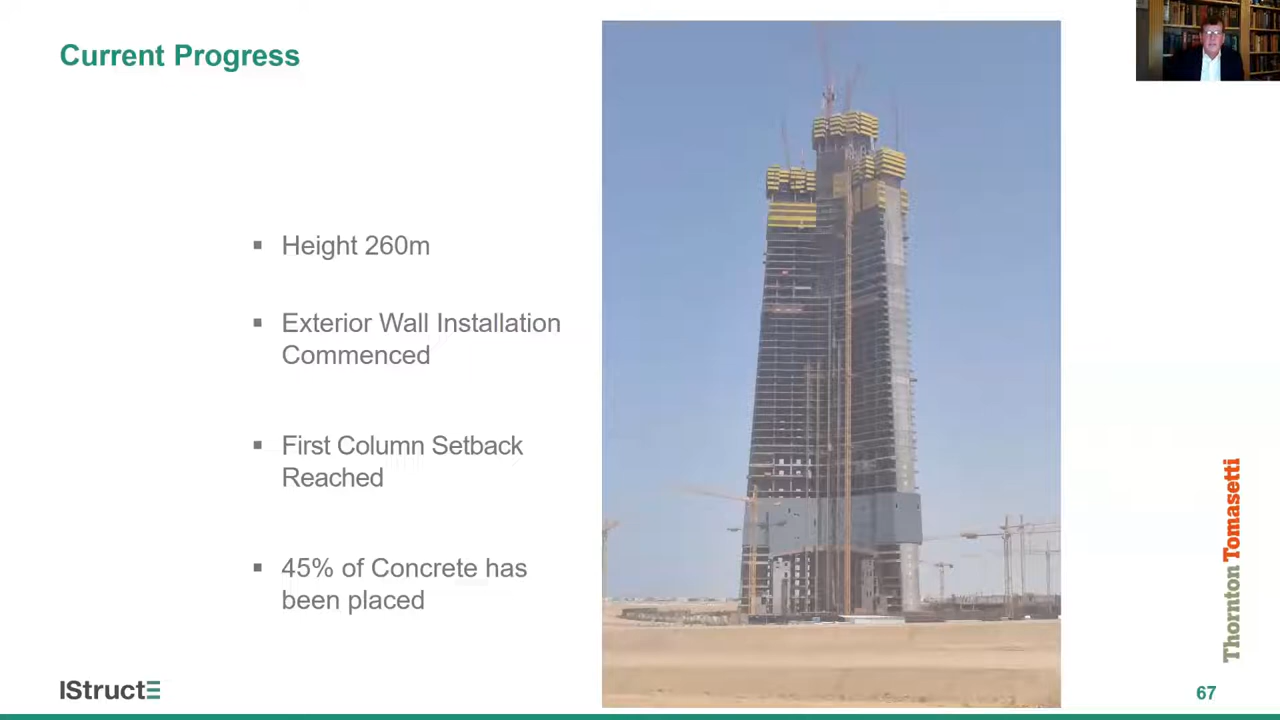 Current Progress
Height 260m
Exterior Wall Installation
Commenced
First Column Setback
Reached
45% of Concrete has
been placed
Thornton Tomasetti
IStructE
67